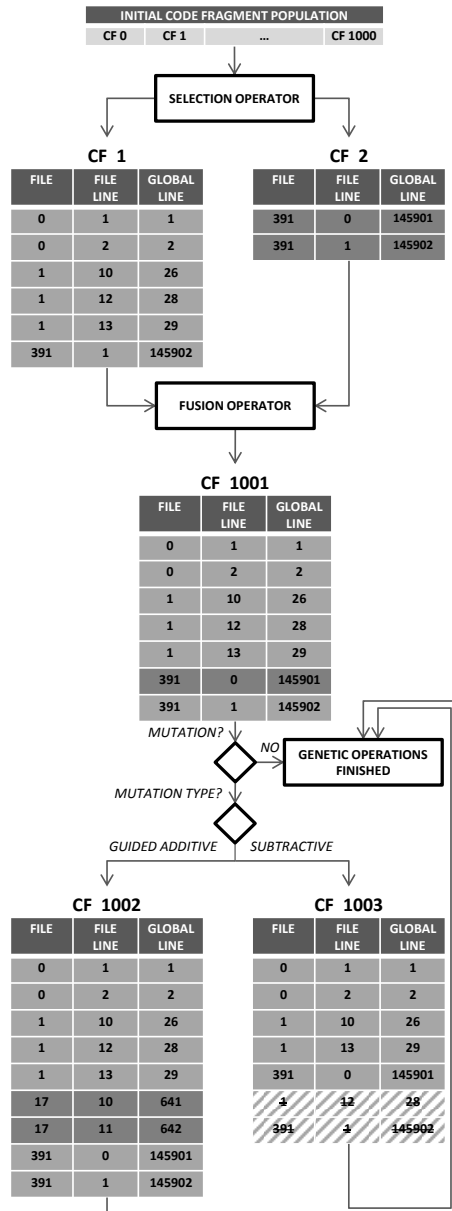 INITIAL CODE FRAGMENT POPULATION
CF 0 CF 1 ... CF 1000
SELECTION OPERATOR
CF 1
FILE FILE LINE GLOBAL LINE
0 1 1
0 2 2
1 10 26
1 12 28
1 13 29
391 1 145902
CF 2
FILE FILE LINE GLOBAL LINE
391 0 145901
391 1 145902
FUSION OPERATOR
CF 1001
FILE FILE LINE GLOBAL LINE
0 1 1
0 2 2
1 10 26
1 12 28
1 13 29
391 0 145901
391 1 145902
MUTATION?
NO
GENETIC OPERATIONS
FINISHED
MUTATION TYPE?
GUIDED ADDITIVE SUBTRACTIVE
CF 1002
FILE FILE LINE GLOBAL LINE
0 1 1
0 2 2
1 10 26
1 12 28
1 13 29
17 10 641
17 11 642
391 0 145901
391 1 145902
CF 1003
FILE FILE LINE GLOBAL LINE
0 1 1
0 2 2
1 10 26
1 13 29
391 0 145901
1 12 28
391 1 145902